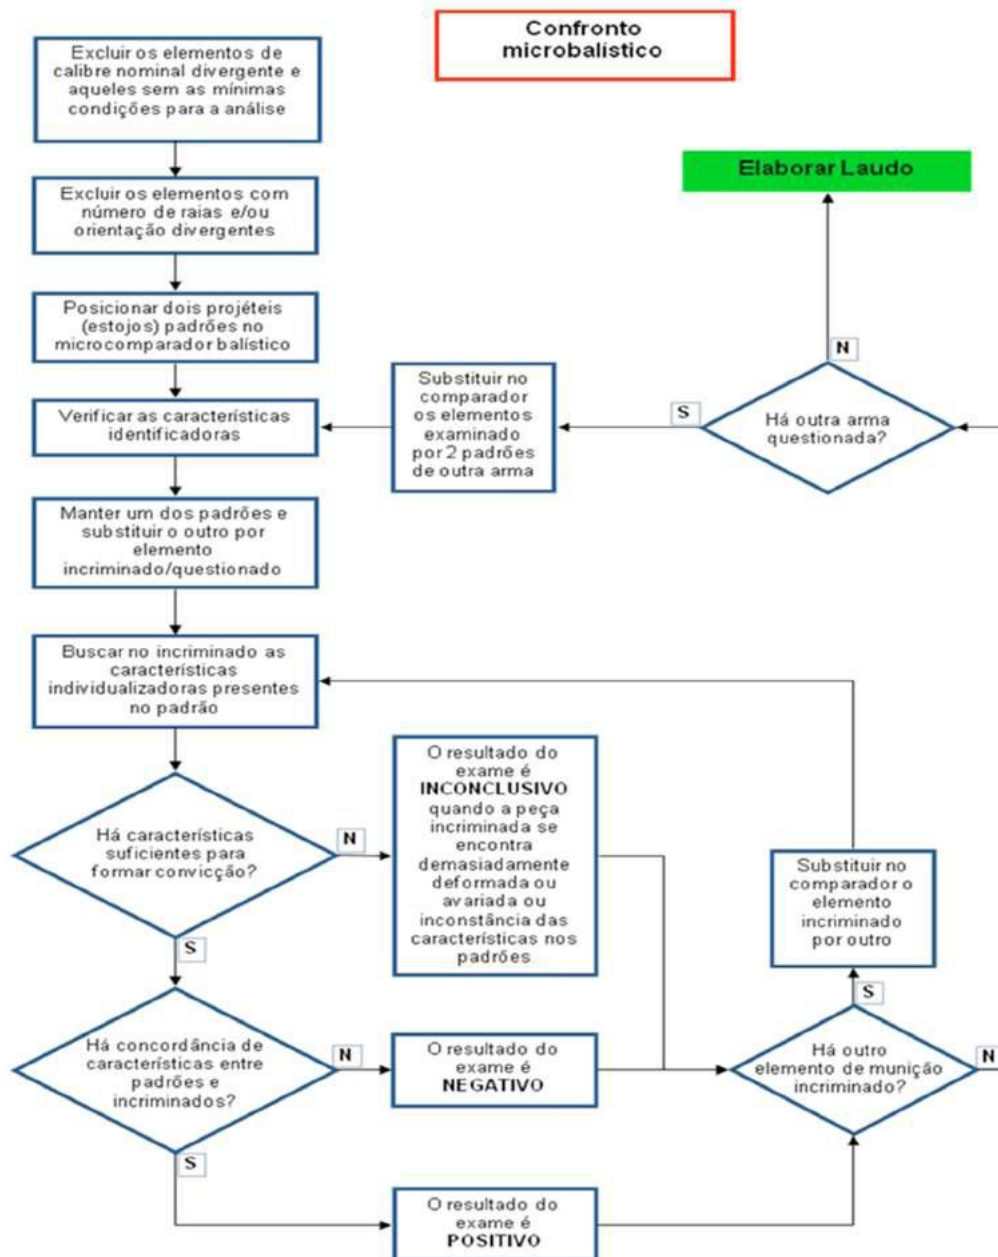 Confronto
microbalístico
Excluir os elementos de
calibre nominal divergente e
aqueles sem as mínimas
condições para a análise
Excluir os elementos com
número de raias e/ou
orientação divergentes
Posicionar dois projéteis
(estojos) padrões no
microcomparador balístico
Verificar as características
identificadoras
Manter um dos padrões e
substituir o outro por
elemento
incriminado/questionado
Buscar no incriminado as
características
individualizadoras presentes
no padrão
Há características
suficientes para
formar convicção?
N
S
O resultado do
exame é
INCONCLUSIVO
quando a peça
incriminada se
encontra
demasiadamente
deformada ou
avariada ou
inconstância das
características nos
padrões
Há concordância de
características entre
padrões e
incriminados?
N
S
O resultado do
exame é
NEGATIVO
O resultado do
exame é
POSITIVO
Há outro
elemento de munição
incriminado?
S
N
Substituir no
comparador o
elemento
incriminado
por outro
Há outra arma
questionada?
S
N
Substituir no
comparador
os elementos
examinado
por 2 padrões
de outra arma
Elaborar Laudo